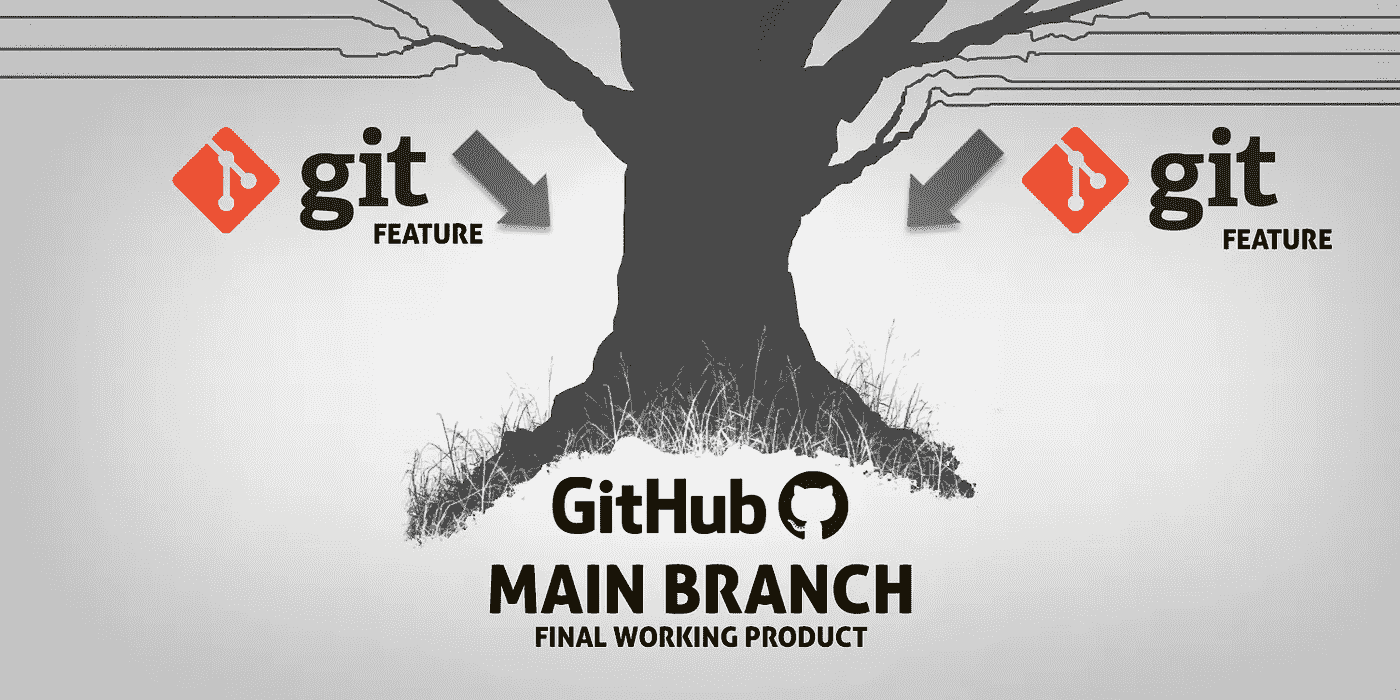 git
FEATURE
git
FEATURE
GitHub
MAIN BRANCH
FINAL WORKING PRODUCT